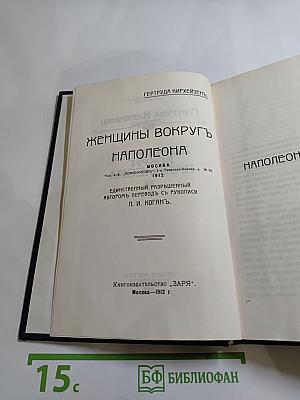 ГЕРТРУДА КИРХЕЙЗЕНЪ.
ЖЕНЩИНЫ ВОКРУГЪ
НАПОЛЕОНА
МОСКВА
1912.
ЕДИНСТВЕННЫЙ РАЗРѢШЕННЫЙ
АВТОРОМЪ ПЕРЕВОДЪ СЪ РУКОПИСИ
Л. И. КОГАНЪ.
Книгоиздательство „ЗАРЯ".
Москва—1912 г.
НАПОЛЕОН
15с
БФ БИБЛИОФАН